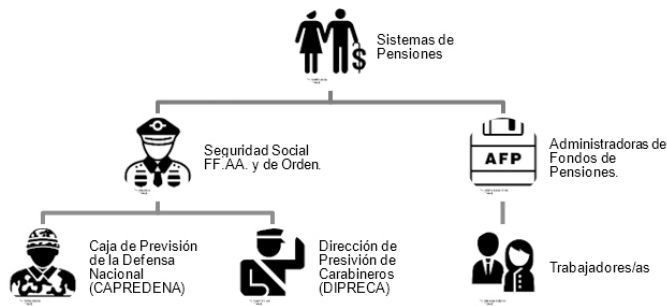 Sistemas de
Pensiones
Seguridad Social
FF.AA. y de Orden.
AFP
Administradoras de
Fondos de
Pensiones.
Caja de Previsión
de la Defensa
Nacional
(CAPREDENA)
Dirección de
Presivión de
Carabineros
(DIPRECA)
Trabajadores/as